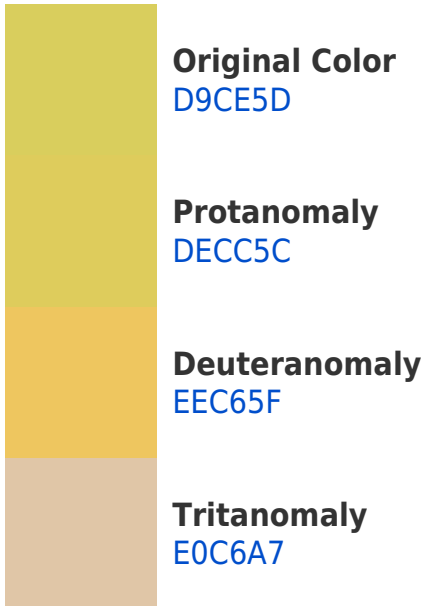 Original Color
D9CE5D
Protanomaly
DECC5C
Deuteranomaly
EEC65F
Tritanomaly
E0C6A7